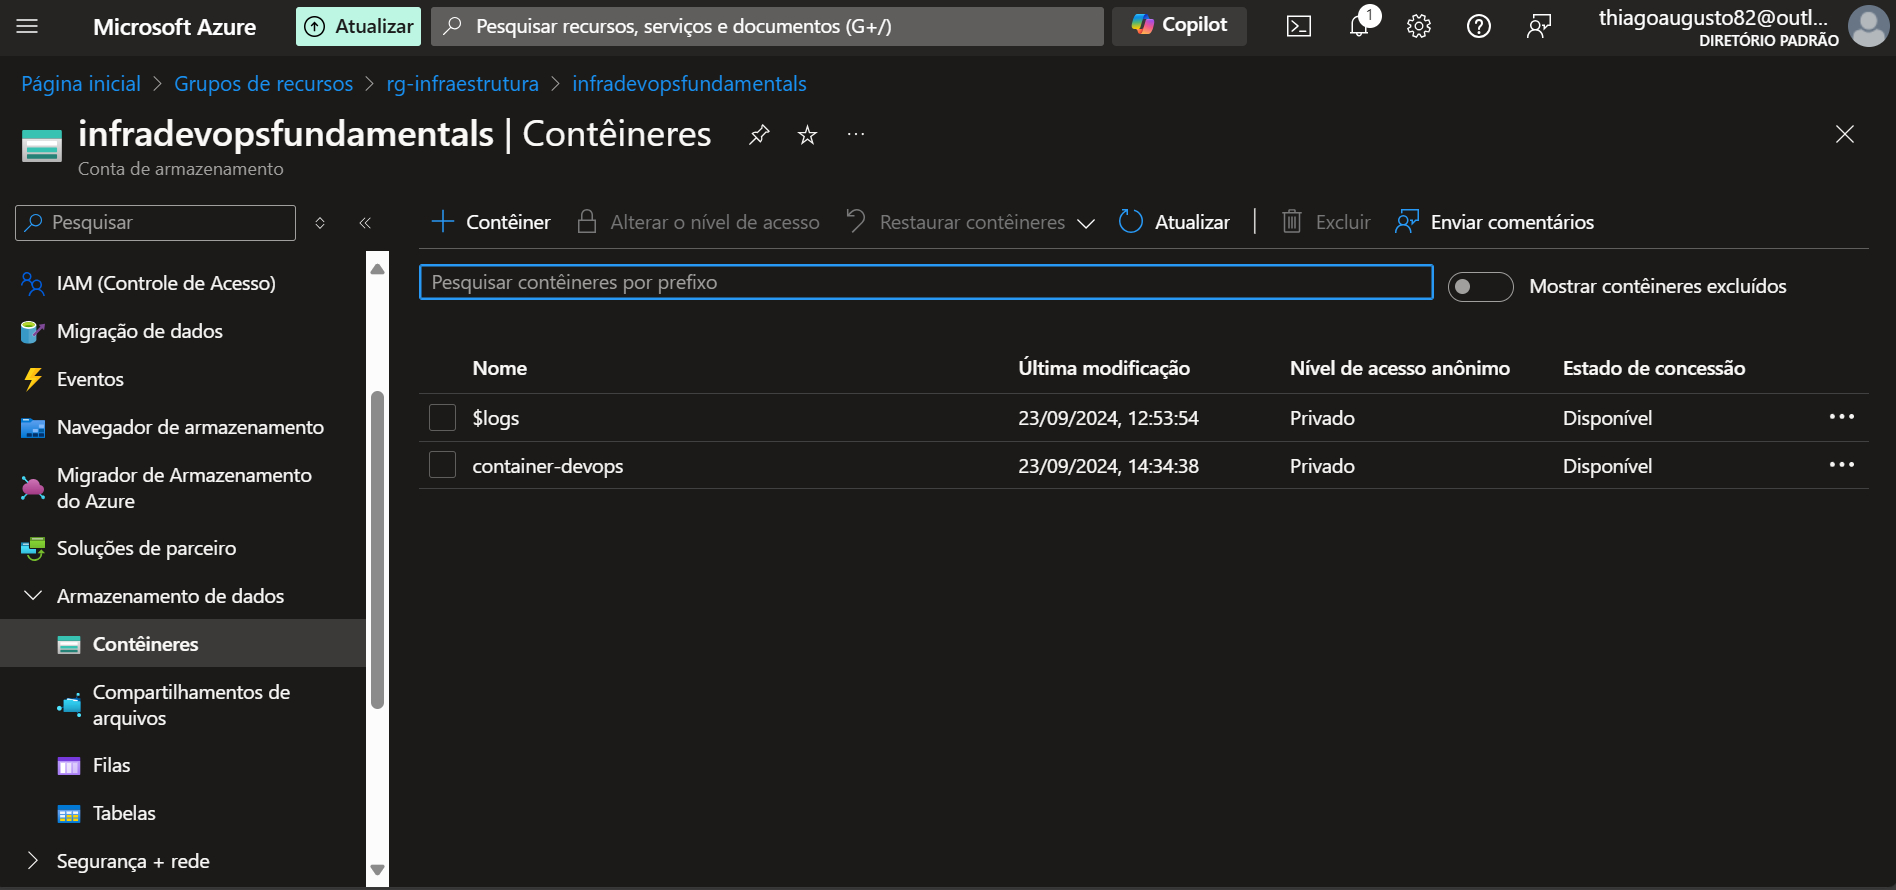 Microsoft Azure
Atualizar
Pesquisar recursos, serviços e documentos (G+/)
Copilot
1
thiagoaugusto82@outl...
DIRETÓRIO PADRÃO
Página inicial > Grupos de recursos > rg-infraestrutura > infradevopsfundamentals
infradevopsfundamentals | Contêineres
Conta de armazenamento
Pesquisar
Contêiner
Alterar o nível de acesso
Restaurar contêineres
Atualizar
Excluir
Enviar comentários
Pesquisar contêineres por prefixo
Mostrar contêineres excluídos
IAM (Controle de Acesso)
Migração de dados
Eventos
Navegador de armazenamento
Migrador de Armazenamento
do Azure
Soluções de parceiro
Armazenamento de dados
Contêineres
Compartilhamentos de
arquivos
Filas
Tabelas
Segurança + rede
Nome Última modificação Nível de acesso anônimo Estado de concessão
$logs 23/09/2024, 12:53:54 Privado Disponível
container-devops 23/09/2024, 14:34:38 Privado Disponível